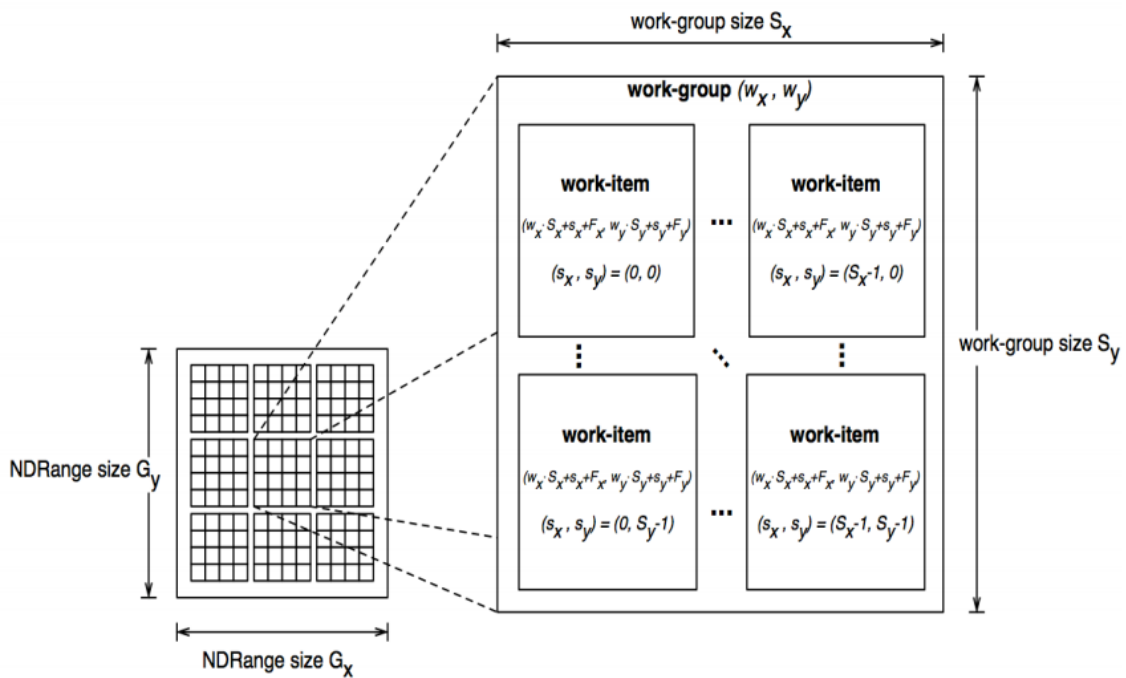 work-group size Sx
work-group (wx , wy)
work-item
work-item
(wx· Sx+sx+Fx, wy· Sy+sy+Fy)
...
(wx· Sx+sx+Fx, wy· Sy+sy+Fy)
(sx , sy) = (0, 0)
(sx , sy) = (Sx-1, 0)
work-group size Sy
work-item
work-item
NDRange size Gy
(wx· Sx+sx+Fx, wy· Sy+sy+Fy)
(wx· Sx+sx+Fx, wy· Sy+sy+Fy)
...
(sx , sy) = (0, Sy-1)
(sx , sy) = (Sx-1, Sy-1)
NDRange size Gx